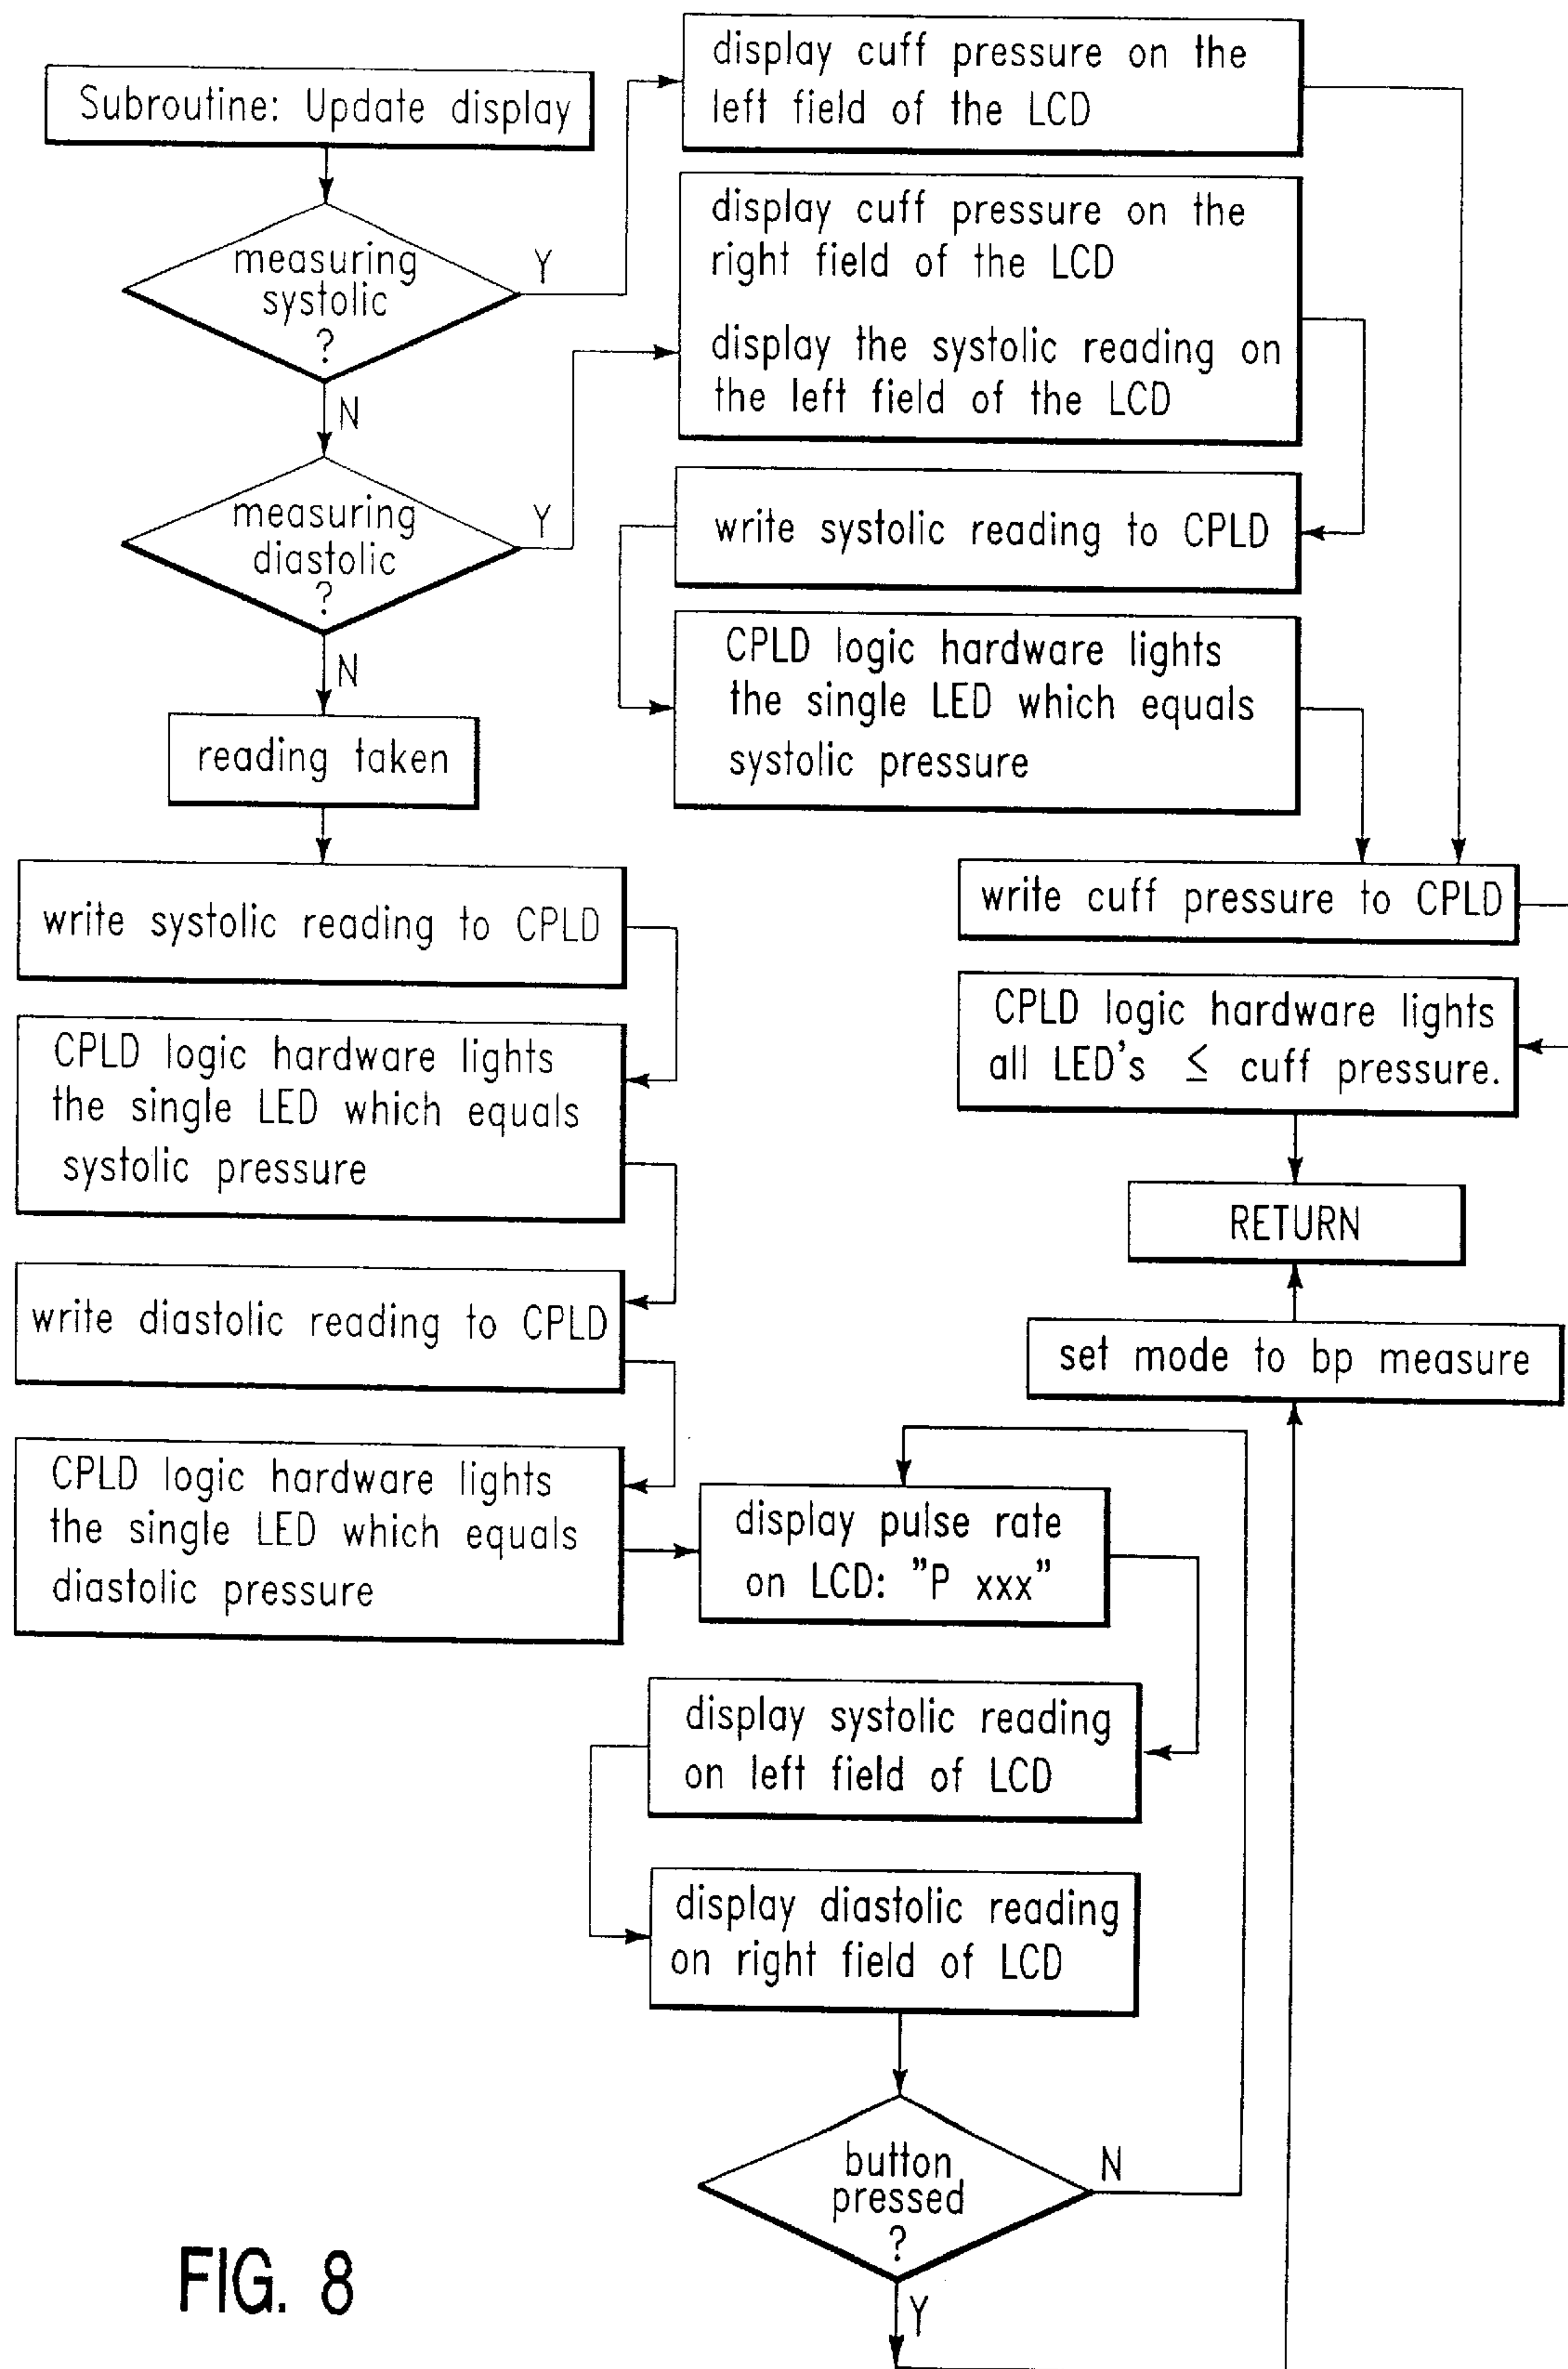 Subroutine: Update display
measuring
systolic
?
Y
N
display cuff pressure on the
left field of the LCD
measuring
diastolic
?
Y
N
display cuff pressure on the
right field of the LCD
display the systolic reading on
the left field of the LCD
write systolic reading to CPLD
CPLD logic hardware lights
the single LED which equals
systolic pressure
write cuff pressure to CPLD
CPLD logic hardware lights
all LED's ≤ cuff pressure.
RETURN
set mode to bp measure
reading taken
write systolic reading to CPLD
CPLD logic hardware lights
the single LED which equals
systolic pressure
write diastolic reading to CPLD
CPLD logic hardware lights
the single LED which equals
diastolic pressure
display pulse rate
on LCD: "P xxx"
display systolic reading
on left field of LCD
display diastolic reading
on right field of LCD
button
pressed
?
N
Y
FIG. 8